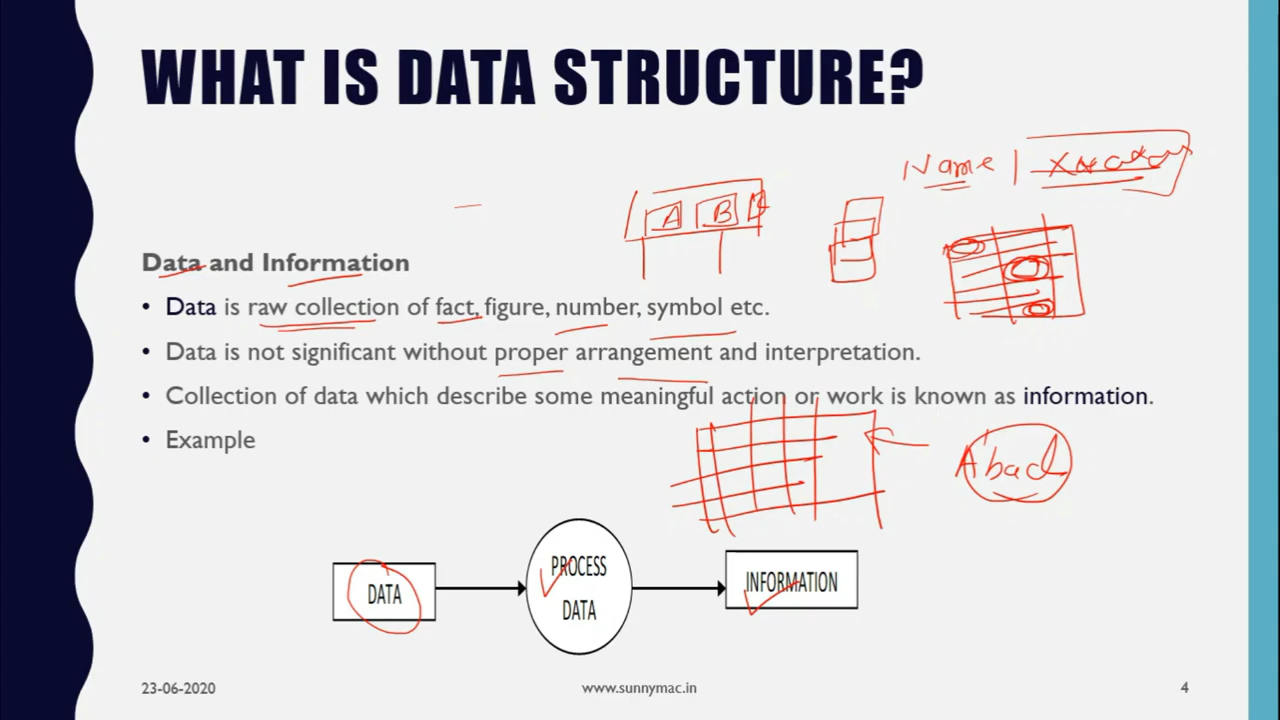 WHAT IS DATA STRUCTURE?
Name |
A B
Data and Information
• Data is raw collection of fact, figure, number, symbol etc.
• Data is not significant without proper arrangement and interpretation.
• Collection of data which describe some meaningful action or work is known as information.
• Example
Abad
DATA
PROCESS
DATA
INFORMATION
23-06-2020
www.sunnymac.in
4